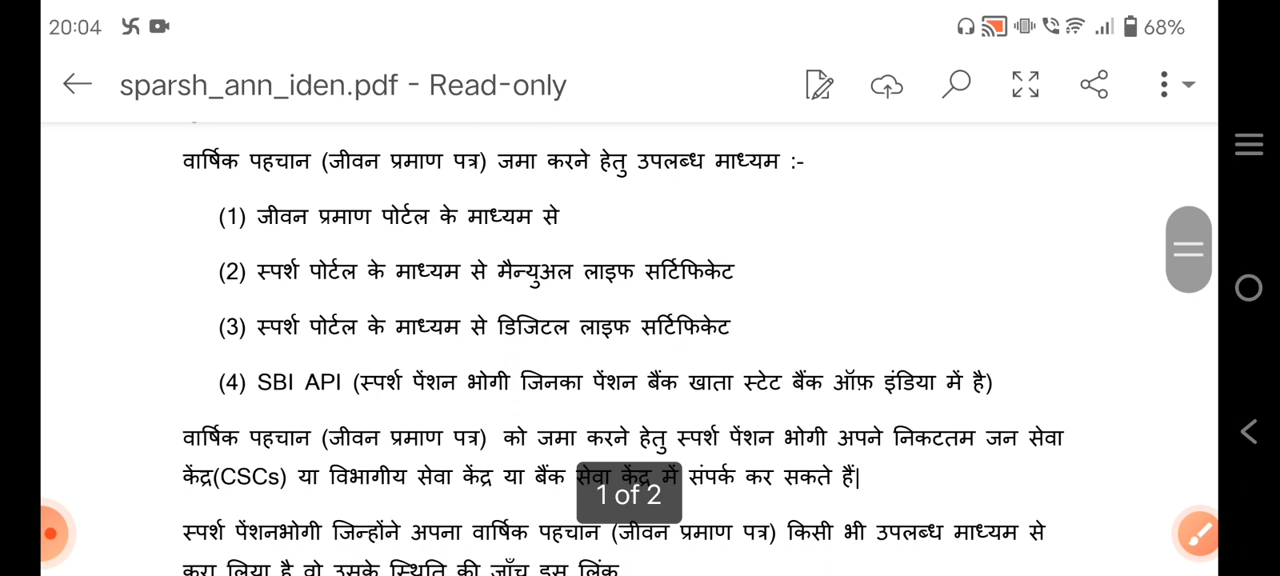 20:04 68%
sparsh_ann_iden.pdf - Read-only
वार्षिक पहचान (जीवन प्रमाण पत्र) जमा करने हेतु उपलब्ध माध्यम :-
(1) जीवन प्रमाण पोर्टल के माध्यम से
(2) स्पर्श पोर्टल के माध्यम से मैन्युअल लाइफ सर्टिफिकेट
(3) स्पर्श पोर्टल के माध्यम से डिजिटल लाइफ सर्टिफिकेट
(4) SBI API (स्पर्श पेंशन भोगी जिनका पेंशन बैंक खाता स्टेट बैंक ऑफ़ इंडिया में है)
वार्षिक पहचान (जीवन प्रमाण पत्र) को जमा करने हेतु स्पर्श पेंशन भोगी अपने निकटतम जन सेवा
केंद्र(CSCs) या विभागीय सेवा केंद्र या बैंक सेवा केंद्र में संपर्क कर सकते हैं|
1 of 2
स्पर्श पेंशनभोगी जिन्होंने अपना वार्षिक पहचान (जीवन प्रमाण पत्र) किसी भी उपलब्ध माध्यम से
करा लिया है वो उसके स्थिति की जाँच इस लिंक